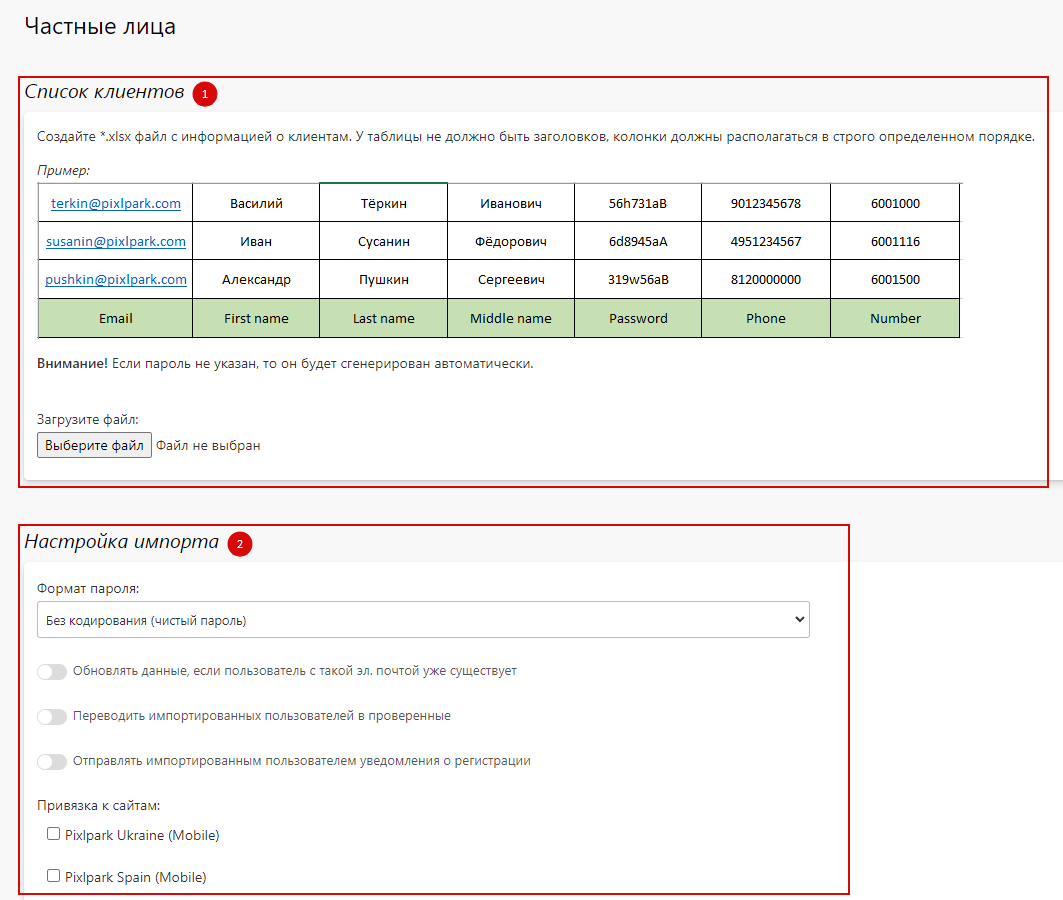 Частные лица
Список клиентов 1
Создайте *.xlsx файл с информацией о клиентам. У таблицы не должно быть заголовков, колонки должны располагаться в строго определенном порядке.
Пример:
terkin@pixlpark.com Василий Тёркин Иванович 56h731aB 9012345678 6001000
susanin@pixlpark.com Иван Сусанин Фёдорович 6d8945aA 4951234567 6001116
pushkin@pixlpark.com Александр Пушкин Сергеевич 319w56aB 8120000000 6001500
Email First name Last name Middle name Password Phone Number
Внимание! Если пароль не указан, то он будет сгенерирован автоматически.
Загрузите файл:
Выберите файл Файл не выбран
Настройка импорта 2
Формат пароля:
Без кодирования (чистый пароль)
Обновлять данные, если пользователь с такой эл. почтой уже существует
Переводить импортированных пользователей в проверенные
Отправлять импортированным пользователем уведомления о регистрации
Привязка к сайтам:
Pixlpark Ukraine (Mobile)
Pixlpark Spain (Mobile)